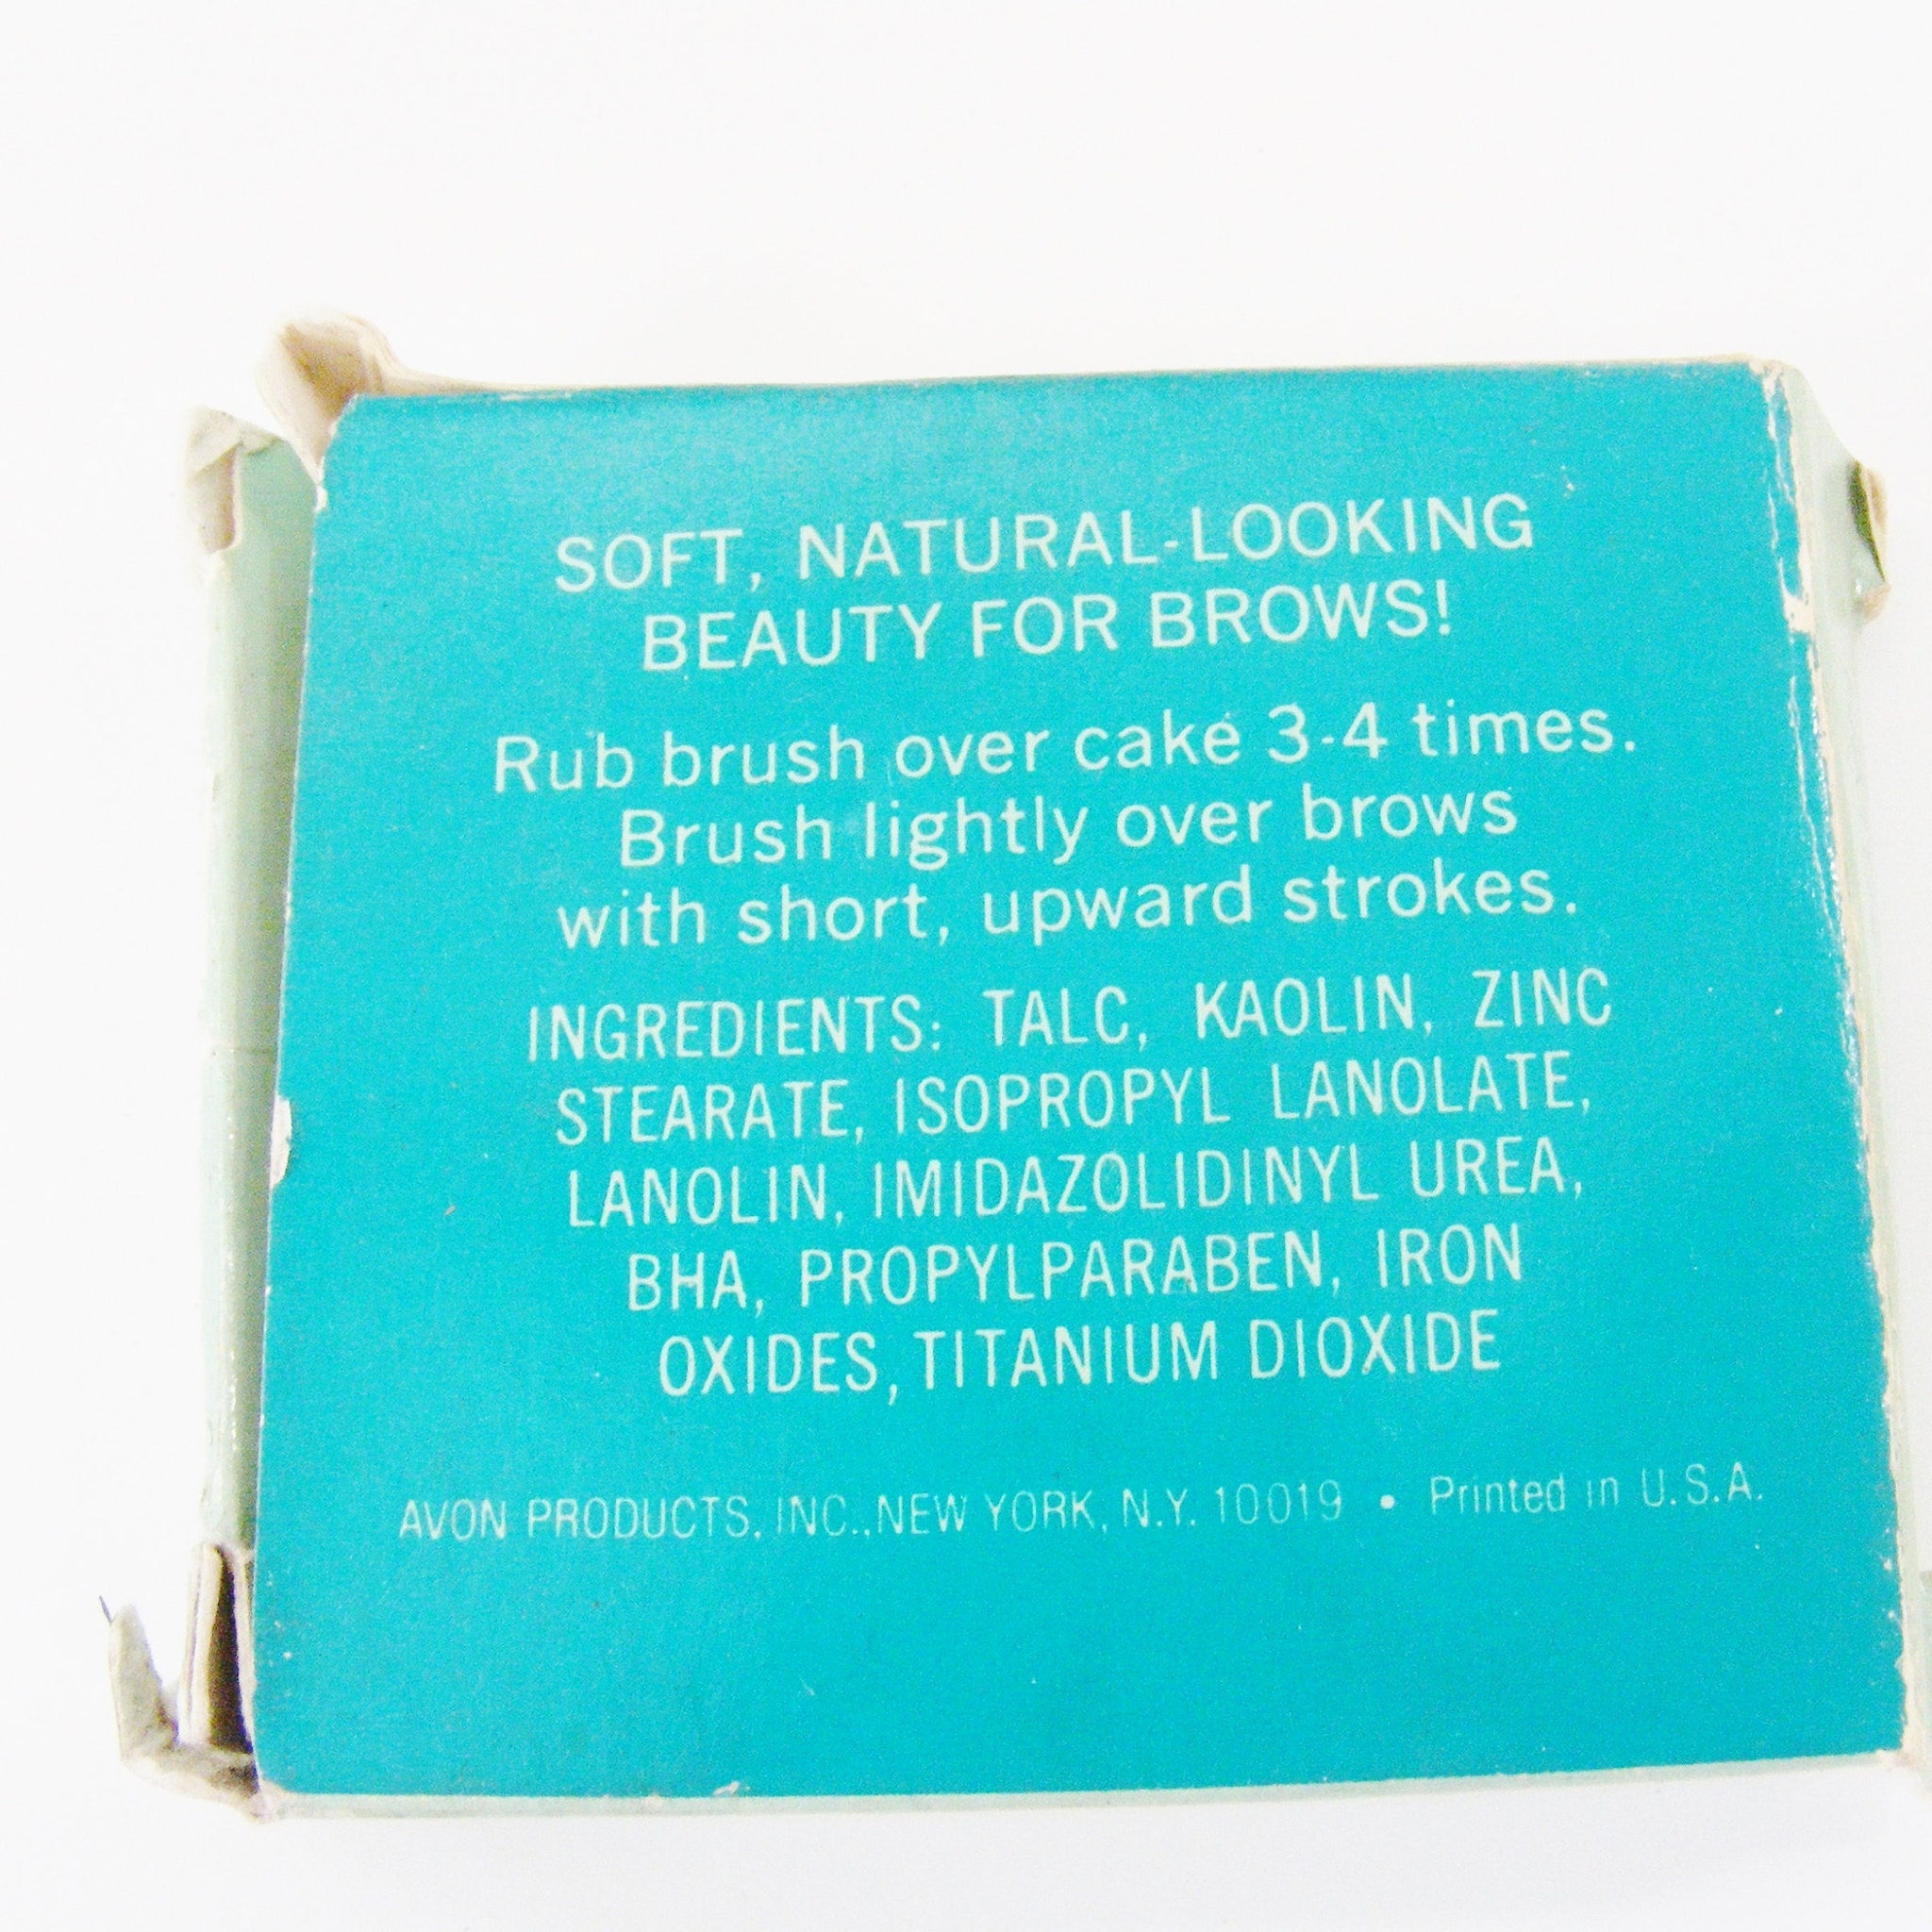 SOFT, NATURAL-LOOKING
BEAUTY FOR BROWS!
Rub brush over cake 3-4 times.
Brush lightly over brows
with short, upward strokes.
INGREDIENTS: TALC, KAOLIN, ZINC
STEARATE, ISOPROPYL LANOLATE,
LANOLIN, IMIDAZOLIDINYL UREA,
BHA, PROPYLPARABEN, IRON
OXIDES, TITANIUM DIOXIDE
AVON PRODUCTS, INC., NEW YORK, N.Y. 10019 • Printed in U.S.A.